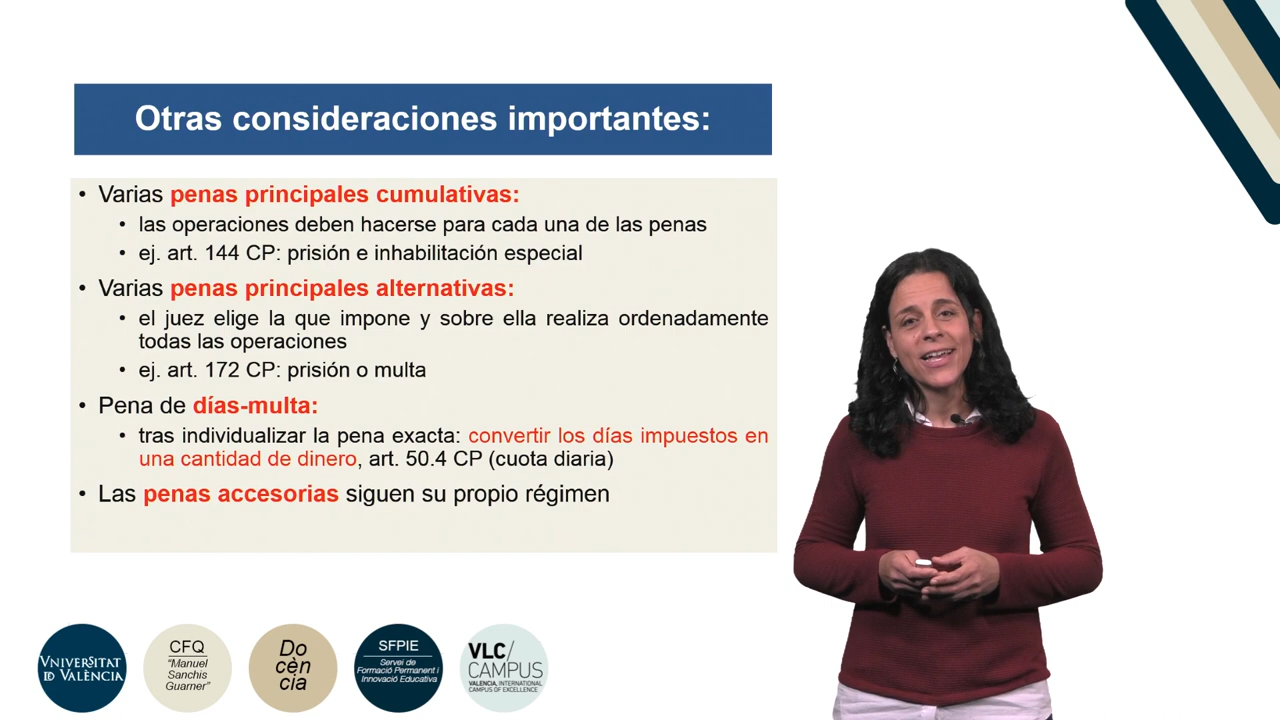 Otras consideraciones importantes:
• Varias penas principales cumulativas:
• las operaciones deben hacerse para cada una de las penas
• ej. art. 144 CP: prisión e inhabilitación especial
• Varias penas principales alternativas:
• el juez elige la que impone y sobre ella realiza ordenadamente
todas las operaciones
• ej. art. 172 CP: prisión o multa
• Pena de días-multa:
• tras individualizar la pena exacta: convertir los días impuestos en
una cantidad de dinero, art. 50.4 CP (cuota diaria)
• Las penas accesorias siguen su propio régimen
VNIVERSITAT
ID VALÈNCIA
CFQ
"Manuel
Sanchis
Guarner"
Do
cèn
cia
SFPIE
Servei de
Formació Permanent i
Innovació Educativa
VLC/
CAMPUS
VALENCIA, INTERNATIONAL
CAMPUS OF EXCELLENCE